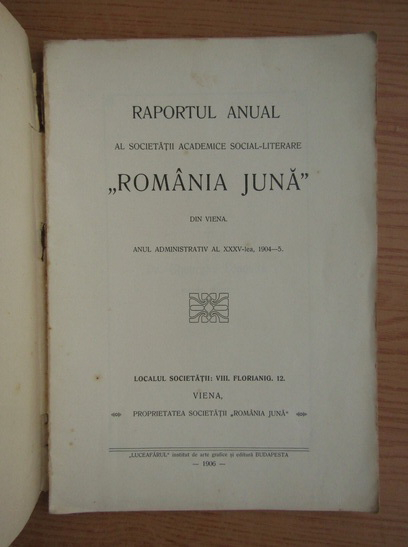 RAPORTUL ANUAL
AL SOCIETĂȚII ACADEMICE SOCIAL-LITERARE
„ROMÂNIA JUNĂ”
DIN VIENA.
ANUL ADMINISTRATIV AL XXXV-lea, 1904—5.
LOCALUL SOCIETĂȚII: VIII. FLORIANIG. 12.
VIENA,
PROPRIETATEA SOCIETĂȚII „ROMÂNIA JUNĂ”
„LUCEAFĂRUL” institut de arte grafice și editură BUDAPESTA
— 1906 —